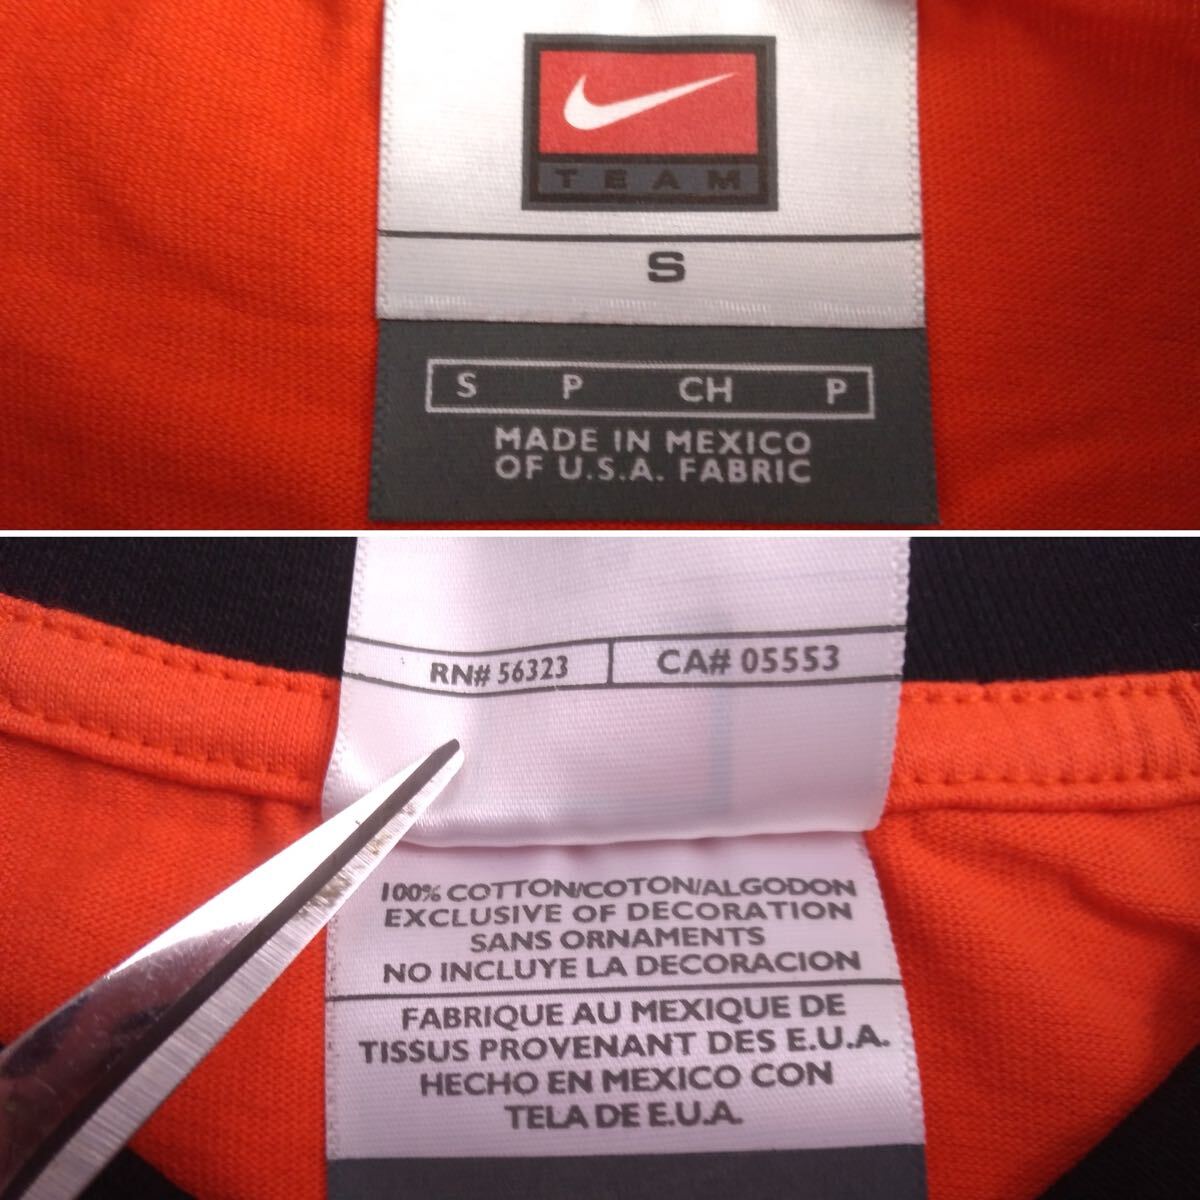 TEAM
S
S P CH P
MADE IN MEXICO
OF U.S.A. FABRIC
RN# 56323 CA# 05553
100% COTTON/COTON/ALGODON
EXCLUSIVE OF DECORATION
SANS ORNAMENTS
NO INCLUYE LA DECORACION
FABRIQUE AU MEXIQUE DE
TISSUS PROVENANT DES E.U.A.
HECHO EN MEXICO CON
TELA DE E.U.A.